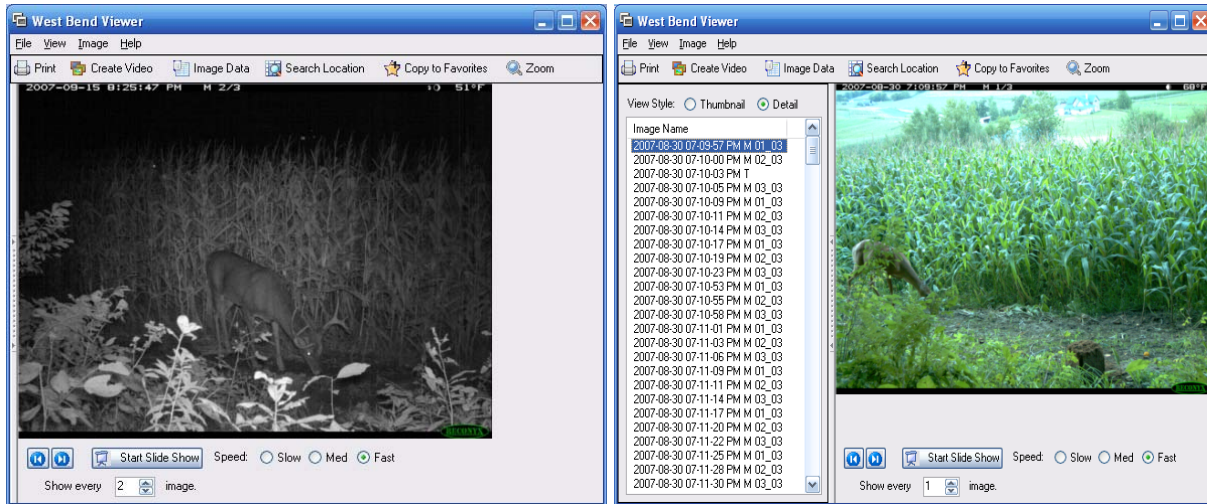 West Bend Viewer
File View Image Help
Print Create Video Image Data Search Location Copy to Favorites Zoom
2007-09-15 8:25:47 PM M 2/3 51°F
RECONYX
Start Slide Show Speed: Slow Med Fast
Show every 2 image.
West Bend Viewer
File View Image Help
Print Create Video Image Data Search Location Copy to Favorites Zoom
View Style: Thumbnail Detail
Image Name
2007-08-30 07-09-57 PM M 01_03
2007-08-30 07-10-00 PM M 02_03
2007-08-30 07-10-03 PM T
2007-08-30 07-10-05 PM M 03_03
2007-08-30 07-10-09 PM M 01_03
2007-08-30 07-10-11 PM M 02_03
2007-08-30 07-10-14 PM M 03_03
2007-08-30 07-10-17 PM M 01_03
2007-08-30 07-10-19 PM M 02_03
2007-08-30 07-10-23 PM M 03_03
2007-08-30 07-10-53 PM M 01_03
2007-08-30 07-10-55 PM M 02_03
2007-08-30 07-10-58 PM M 03_03
2007-08-30 07-11-01 PM M 01_03
2007-08-30 07-11-03 PM M 02_03
2007-08-30 07-11-06 PM M 03_03
2007-08-30 07-11-09 PM M 01_03
2007-08-30 07-11-11 PM M 02_03
2007-08-30 07-11-14 PM M 03_03
2007-08-30 07-11-17 PM M 01_03
2007-08-30 07-11-20 PM M 02_03
2007-08-30 07-11-22 PM M 03_03
2007-08-30 07-11-25 PM M 01_03
2007-08-30 07-11-28 PM M 02_03
2007-08-30 07-11-30 PM M 03_03
2007-08-30 7:09:57 PM M 1/3 68°F
RECONYX
Start Slide Show Speed: Slow Med Fast
Show every 1 image.